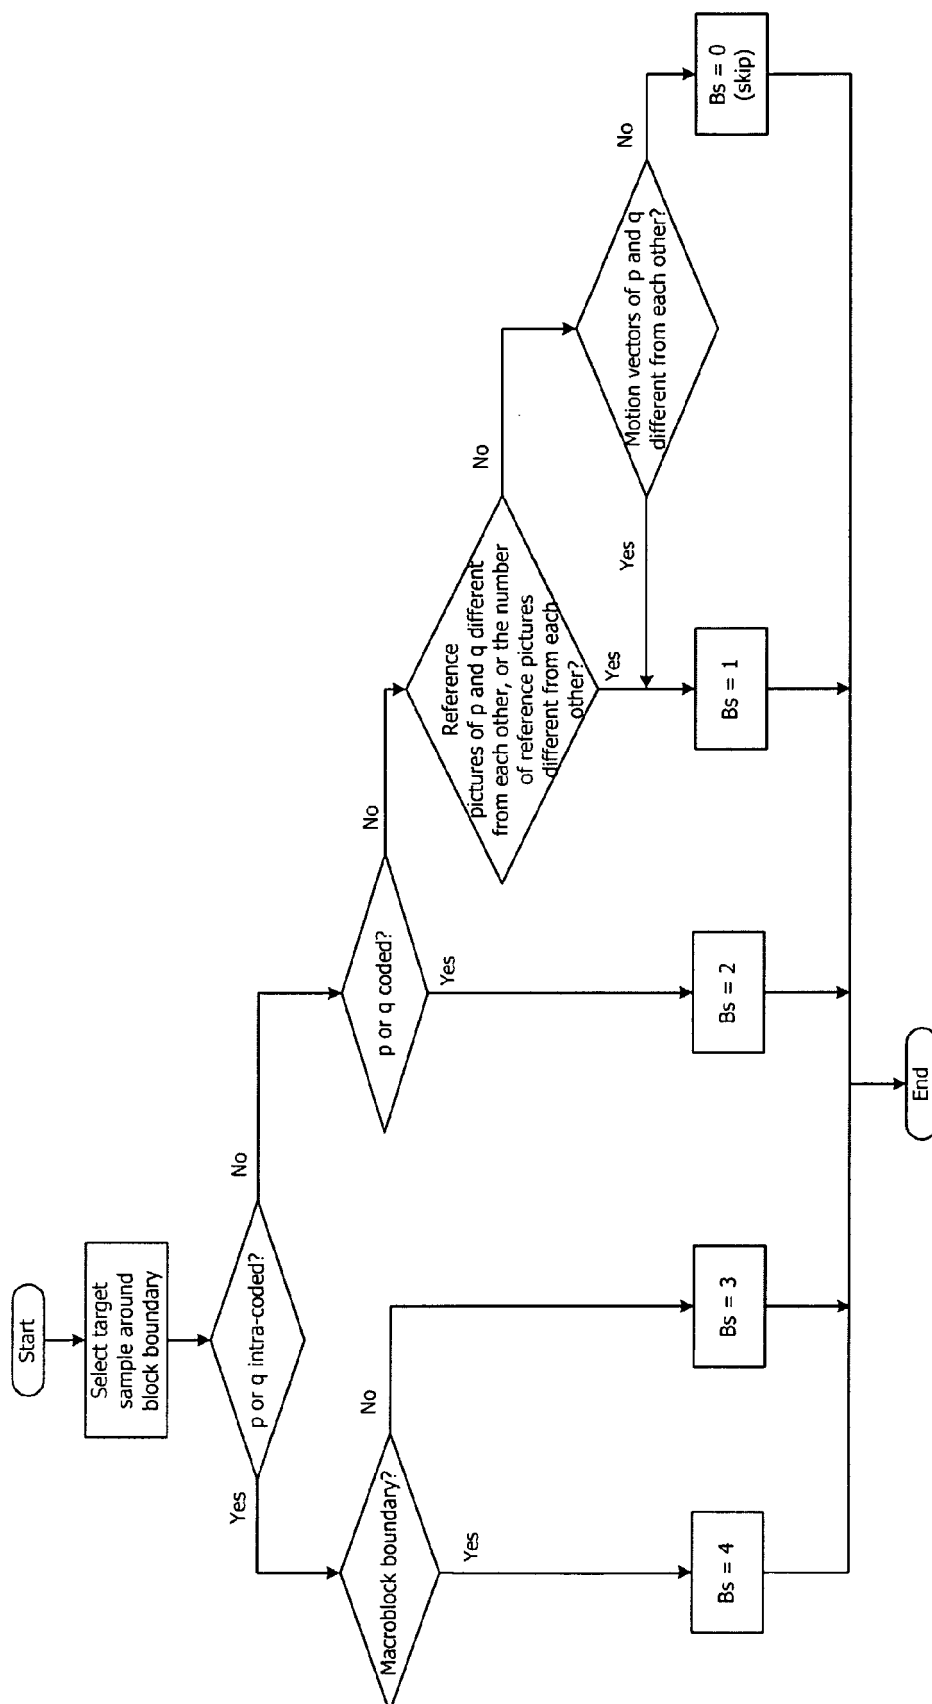 Start
Select target
sample around
block boundary
p or q intra-coded?
Yes
No
Macroblock boundary?
No
Yes
p or q coded?
No
Yes
Reference
pictures of p and q different
from each other, or the number
of reference pictures
different from each
other?
No
Yes
Motion vectors of p and q
different from each other?
No
Yes
Bs = 4
Bs = 3
Bs = 2
Bs = 1
Bs = 0
(skip)
End